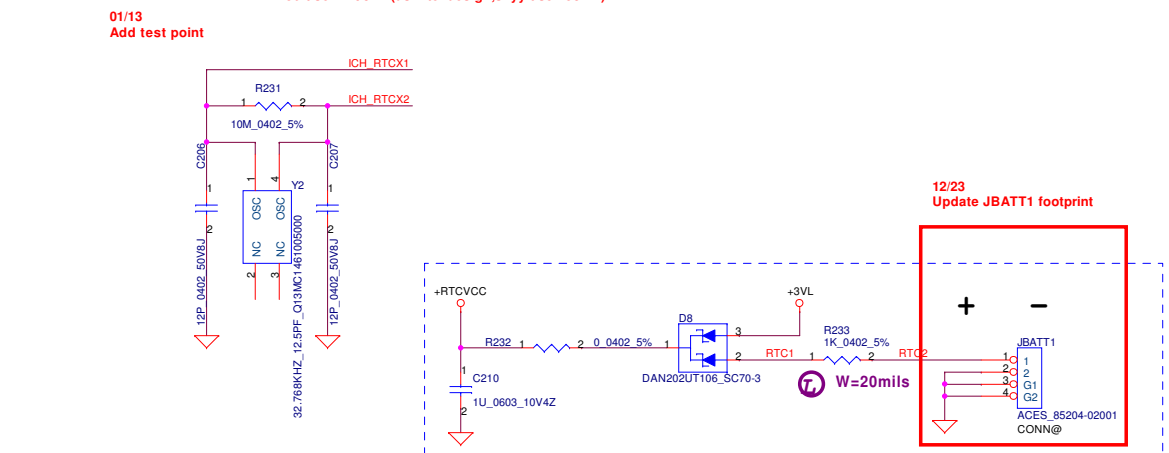 01/13
Add test point
ICH_RTCX1
R231
1 2
ICH_RTCX2
10M_0402_5%
C206
C207
1
4
Y2
1
1
OSC
OSC
2
2
NC
NC
12P_0402_50V8J
12P_0402_50V8J
2
3
32.768KHZ_12.5PF_Q13MC1461005000
12/23
Update JBATT1 footprint
+ −
+RTCVCC
+3VL
D8
3
R233
1K_0402_5%
R232 1 2 0_0402_5% 1
2 RTC1 1 2 RTC2
JBATT1
1 1
2 2
3 G1
4 G2
DAN202UT106_SC70-3
W=20mils
1
C210
1U_0603_10V4Z
2
ACES_85204-02001
CONN@